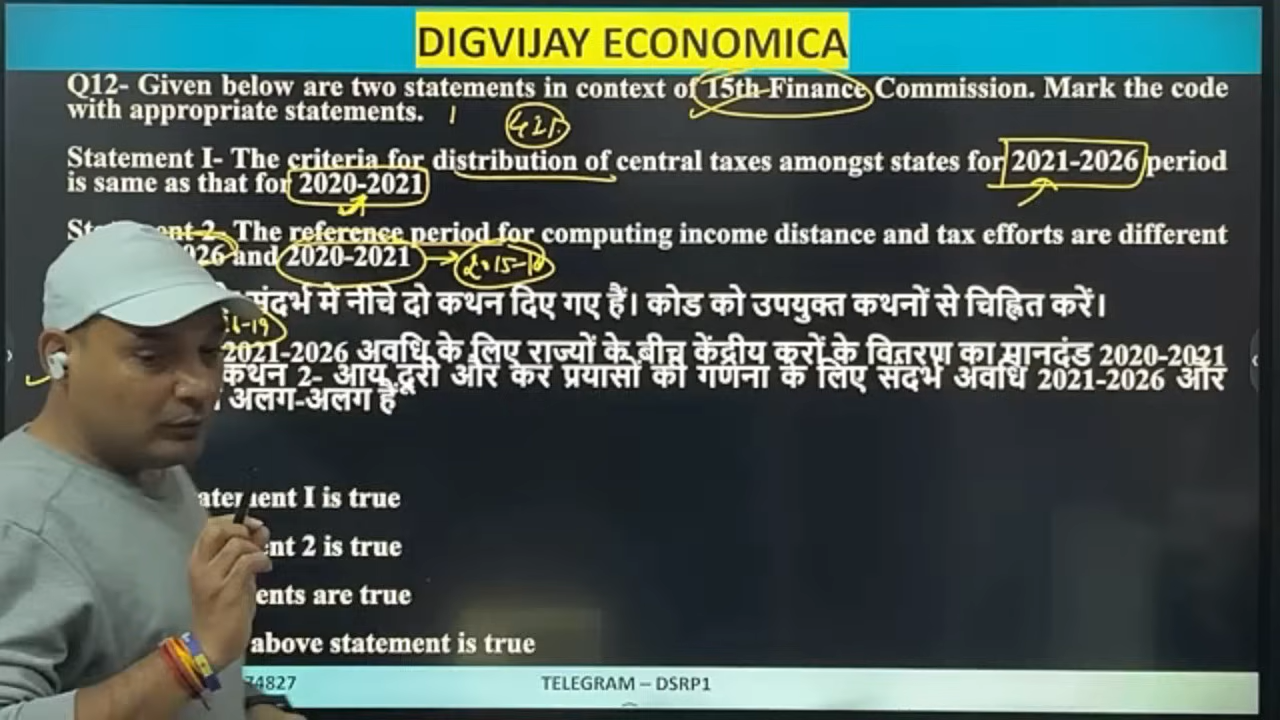 DIGVIJAY ECONOMICA
Q12- Given below are two statements in context of 15th Finance Commission. Mark the code
with appropriate statements.
Statement I- The criteria for distribution of central taxes amongst states for 2021-2026 period
is same as that for 2020-2021
2- The reference period for computing income distance and tax efforts are different
and 2020-2021
2015-18
संदर्भ में नीचे दो कथन दिए गए हैं। कोड को उपयुक्त कथनों से चिह्नित करें।
16-19
2021-2026 अवधि के लिए राज्यों के बीच केंद्रीय करों के वितरण का मानदंड 2020-2021
कथन 2- आय दूरी और कर प्रयासों की गणना के लिए संदर्भ अवधि 2021-2026 और
अलग-अलग हैं
I is true
2 is true
are true
above statement is true
74827
TELEGRAM – DSRP1